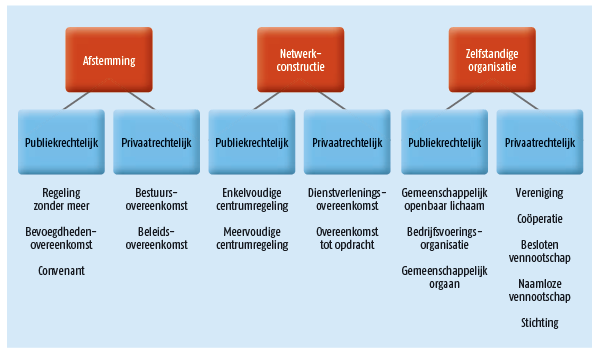 Afstemming
Netwerk-
constructie
Zelfstandige
organisatie
Publiekrechtelijk
Privaatrechtelijk
Publiekrechtelijk
Privaatrechtelijk
Publiekrechtelijk
Privaatrechtelijk
Regeling
zonder meer
Bevoegdheden-
overeenkomst
Convenant
Bestuurs-
overeenkomst
Beleids-
overeenkomst
Enkelvoudige
centrumregeling
Meervoudige
centrumregeling
Dienstverlenings-
overeenkomst
Overeenkomst
tot opdracht
Gemeenschappelijk
openbaar lichaam
Bedrijfsvoerings-
organisatie
Gemeenschappelijk
orgaan
Vereniging
Coöperatie
Besloten
vennootschap
Naamloze
vennootschap
Stichting